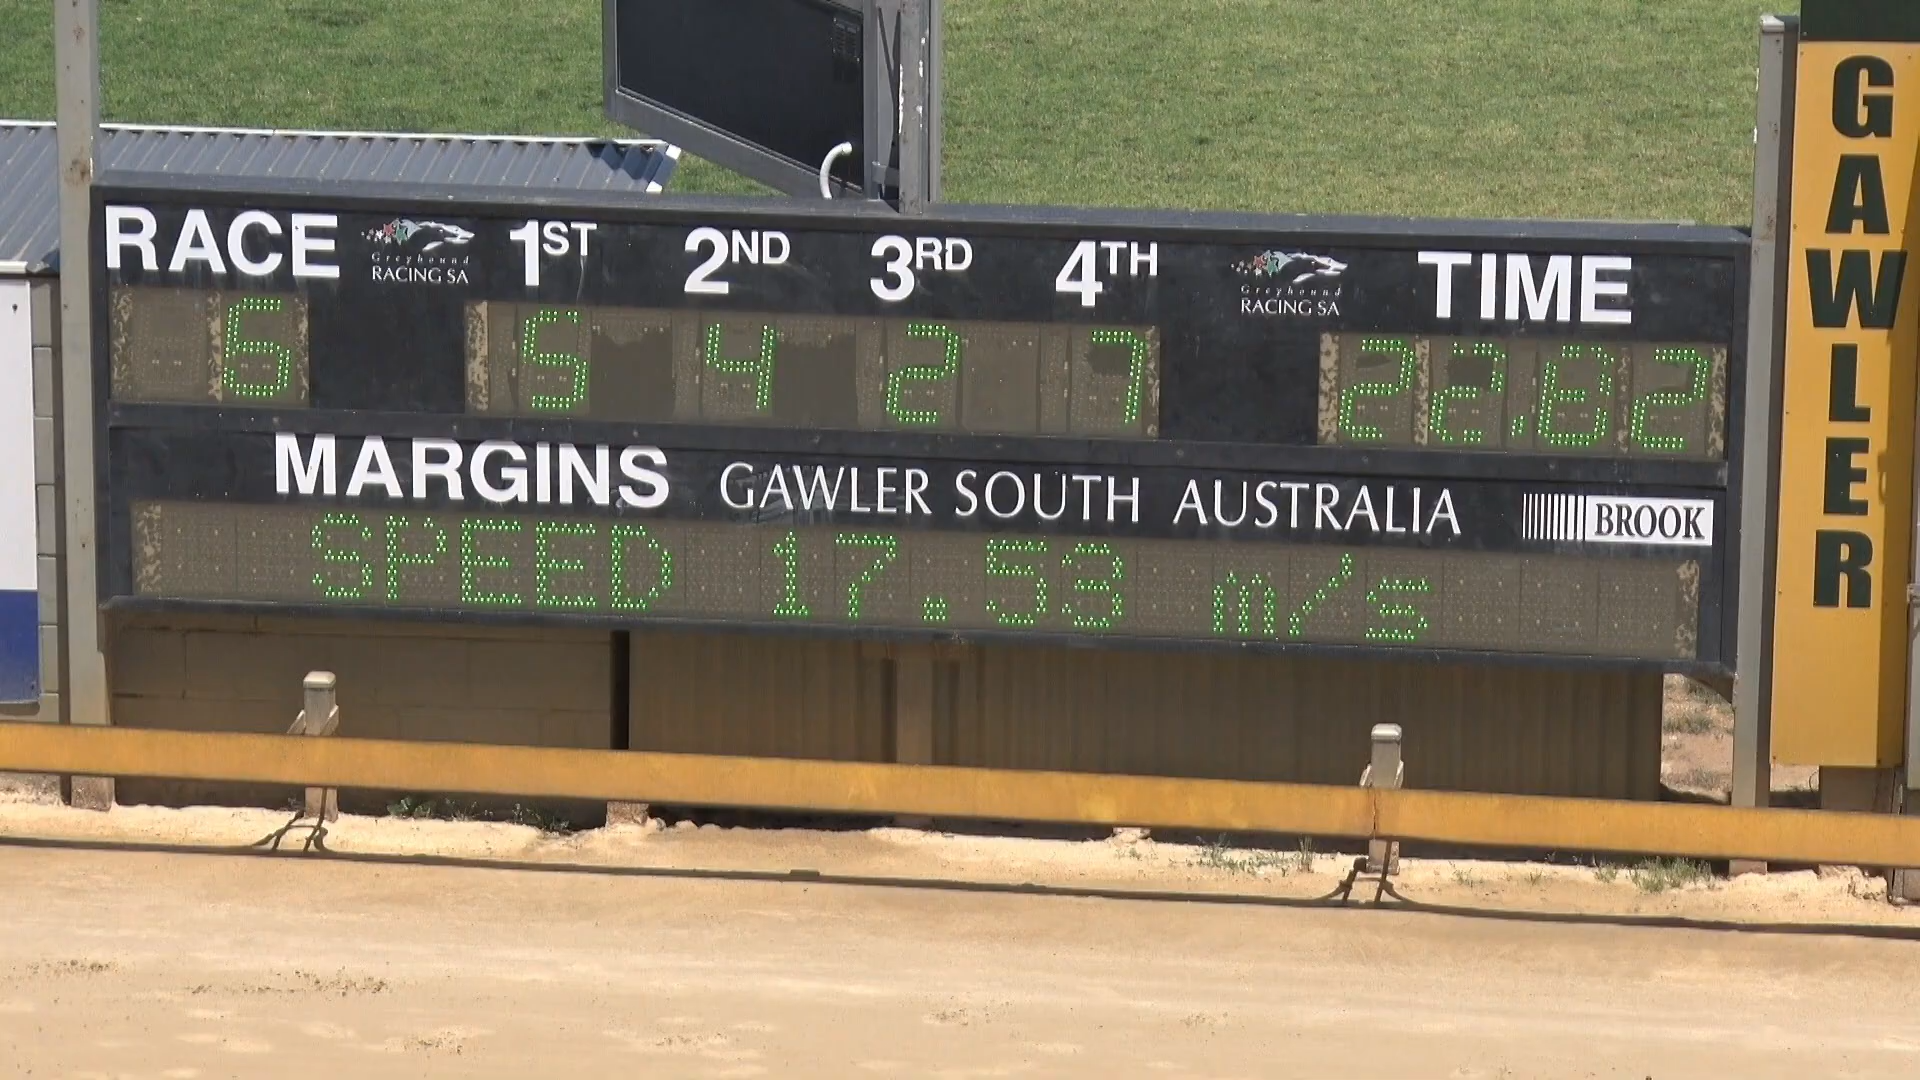 RACE 1ST 2ND 3RD 4TH TIME
Greyhound
RACING SA
Greyhound
RACING SA
6 5 4 2 7 22.82
MARGINS GAWLER SOUTH AUSTRALIA BROOK
SPEED 17.53 m/s
GAWLER